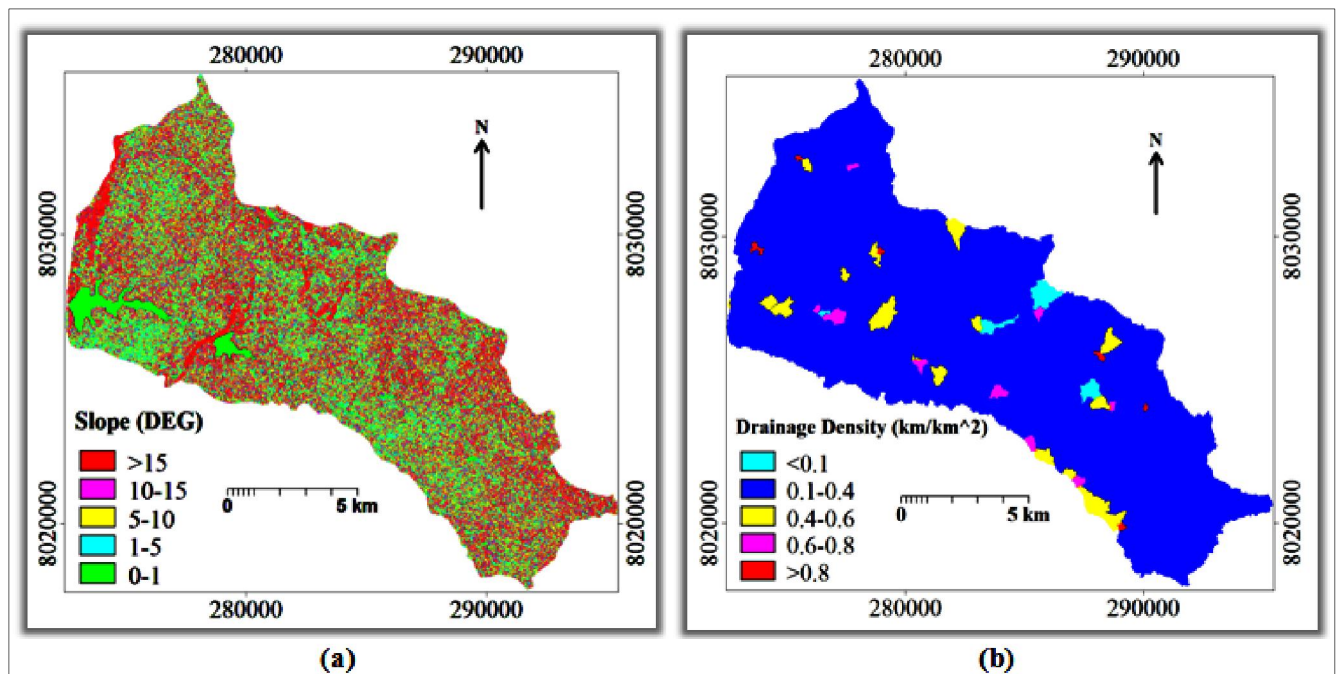 280000 290000
N
8030000 8030000
Slope (DEG)
>15
10-15
5-10
1-5
0-1
0 5 km
8020000 8020000
280000 290000
(a)
280000 290000
N
8030000 8030000
Drainage Density (km/km^2)
<0.1
0.1-0.4
0.4-0.6
0.6-0.8
>0.8
0 5 km
8020000 8020000
280000 290000
(b)